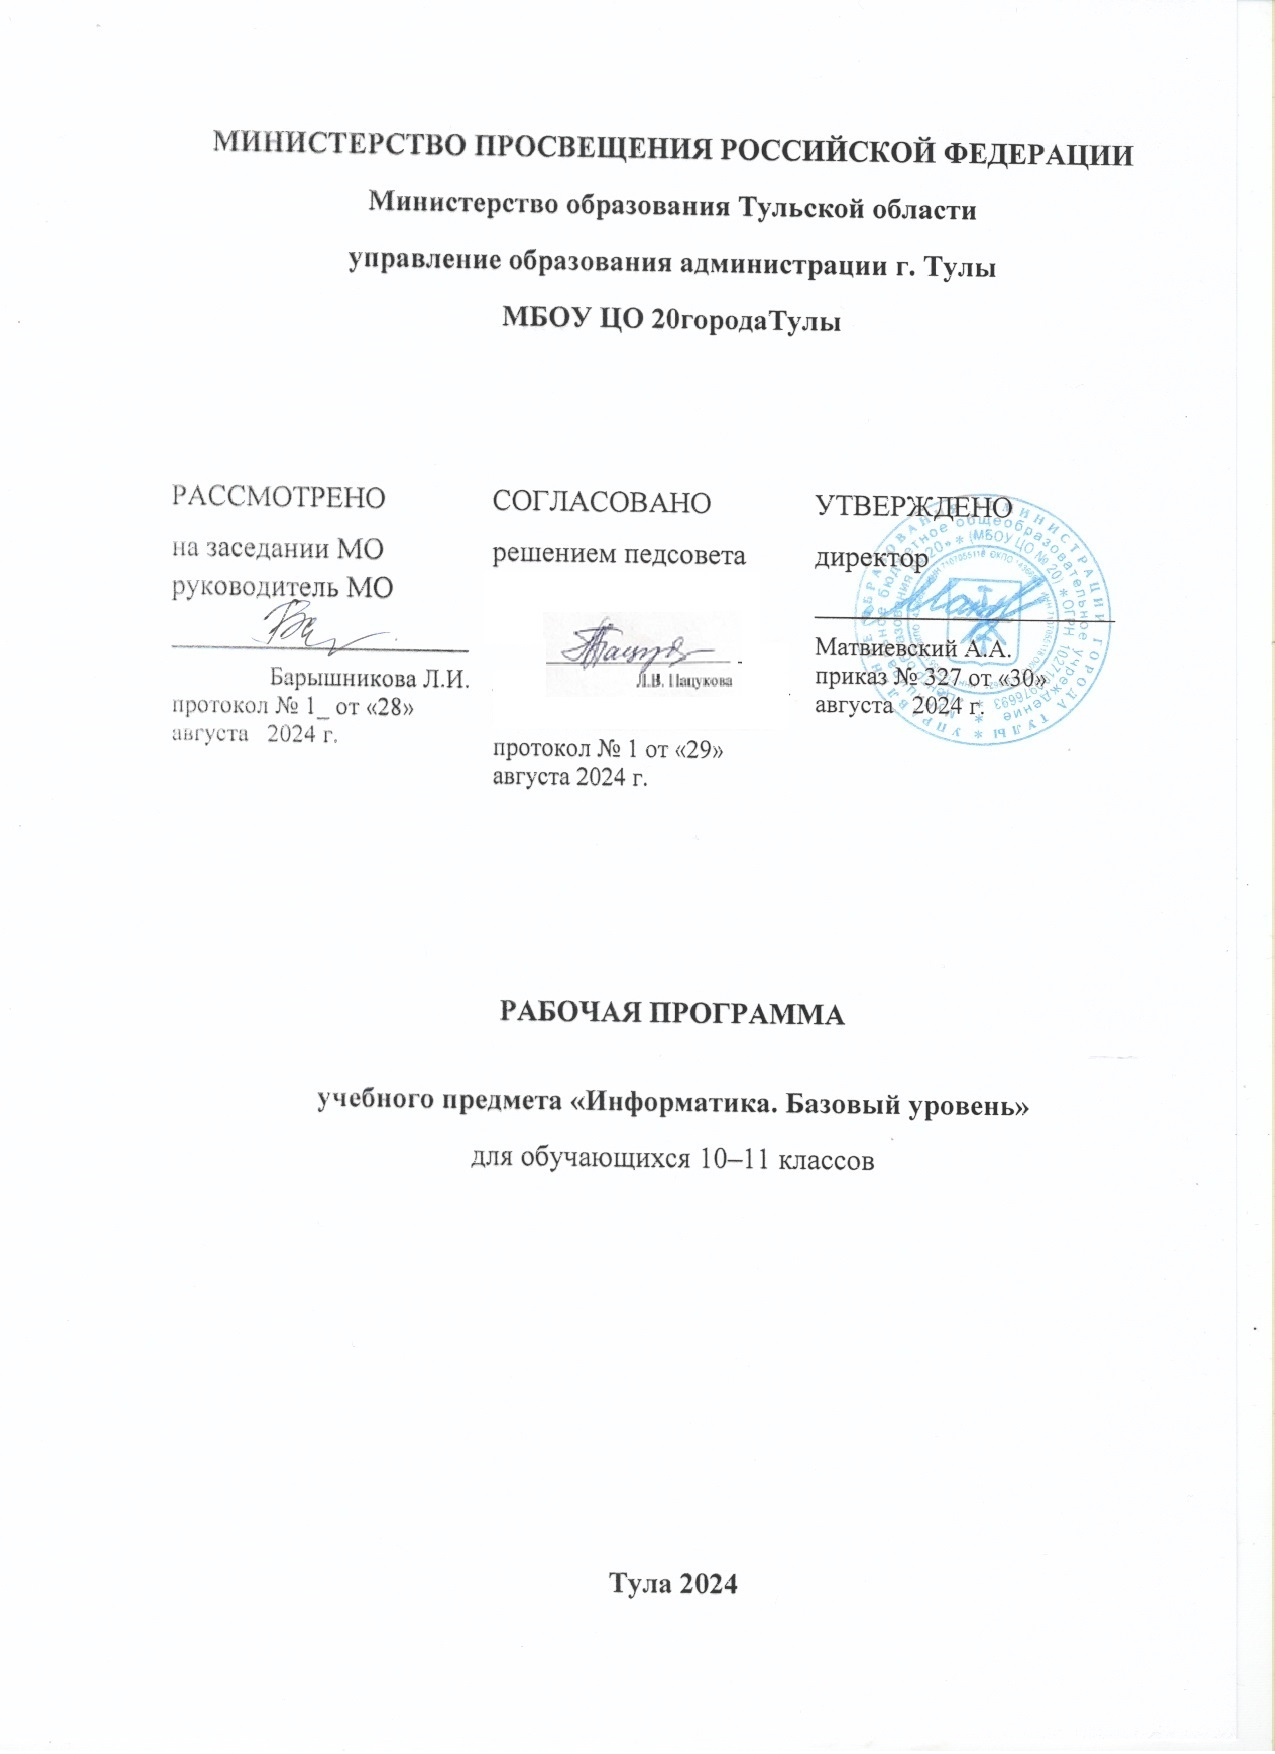 МИНИСТЕРСТВО ПРОСВЕЩЕНИЯ РОССИЙСКОЙ ФЕДЕРАЦИИ
Министерство образования Тульской области
управление образования администрации г. Тулы
МБОУ ЦО 20городаТулы
РАССМОТРЕНО
на заседании МО
руководитель МО
Барышникова Л.И.
протокол № 1_ от «28»
августа 2024 г.
СОГЛАСОВАНО
решением педсовета
Л.В. Пацукова
протокол № 1 от «29»
августа 2024 г.
УТВЕРЖДЕНО
директор
Матвиевский А.А.
приказ № 327 от «30»
августа 2024 г.
РАБОЧАЯ ПРОГРАММА
учебного предмета «Информатика. Базовый уровень»
для обучающихся 10–11 классов
Тула 2024